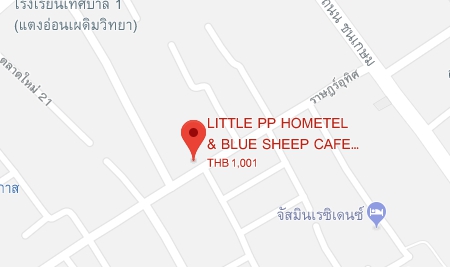 โรงเรียนเทศบาล 1
(แตงอ่อนเผดิมวิทยา)
ถนน ชนเกษม
ตลาดใหม่ 21
ราษฎร์อุทิศ
LITTLE PP HOMETEL
& BLUE SHEEP CAFE...
THB 1,001
กาส
จัสมินเรซิเดนซ์